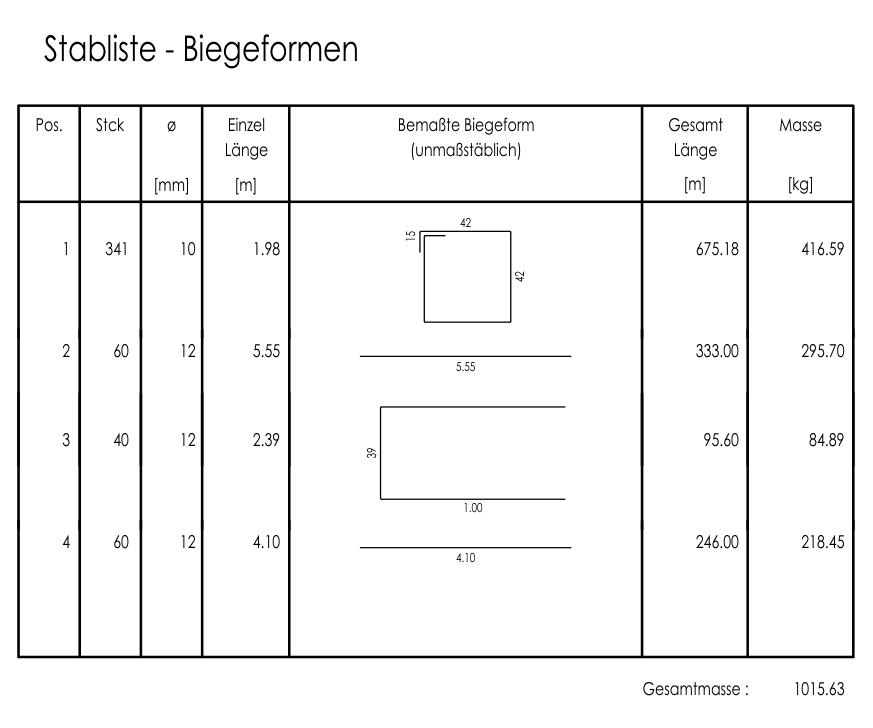 Stabliste - Biegeformen
Pos. Stck ø Einzel Bemaßte Biegeform Gesamt Masse
Länge (unmaßstäblich) Länge
[mm] [m] [m] [kg]
42
15
1 341 10 1.98 675.18 416.59
42
2 60 12 5.55 333.00 295.70
5.55
3 40 12 2.39 95.60 84.89
39
1.00
4 60 12 4.10 246.00 218.45
4.10
Gesamtmasse : 1015.63